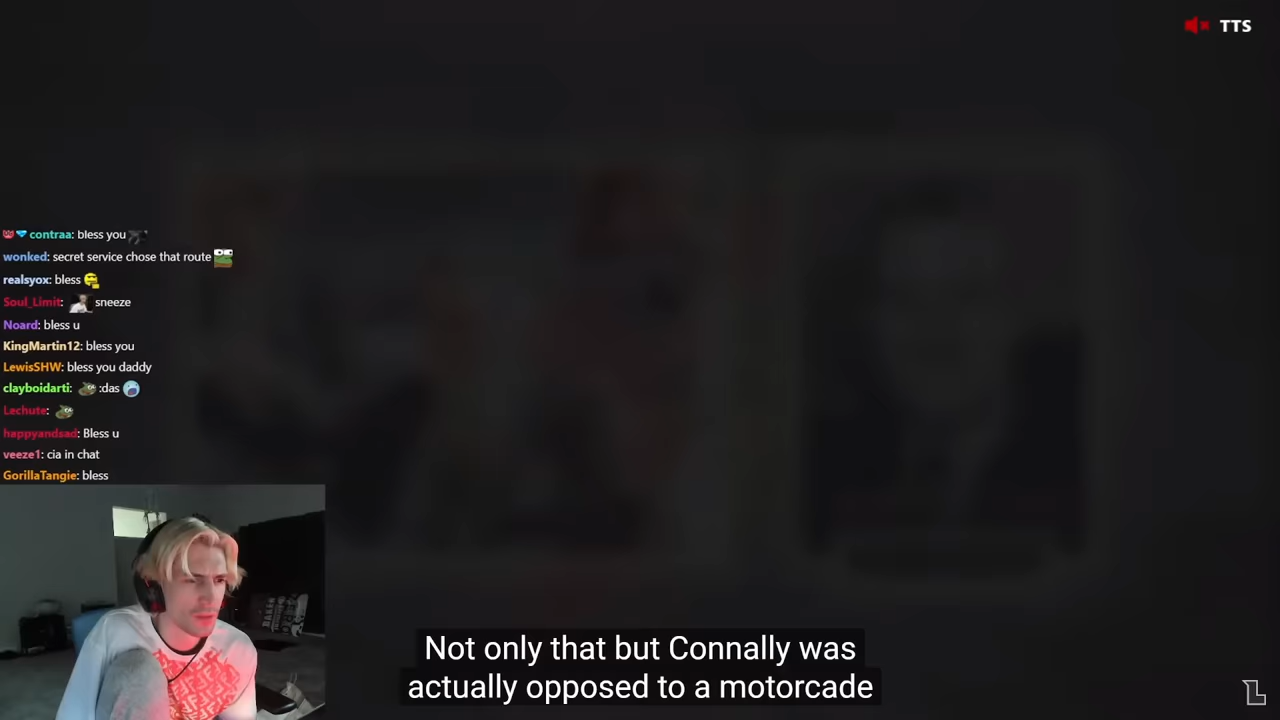 TTS
contraa: bless you
wonked: secret service chose that route
realsyox: bless
Soul_Limit: sneeze
Noard: bless u
KingMartin12: bless you
LewisSHW: bless you daddy
clayboidarti: :das
Lechute:
happyandsad: Bless u
veeze1: cia in chat
GorillaTangie: bless
Not only that but Connally was
actually opposed to a motorcade